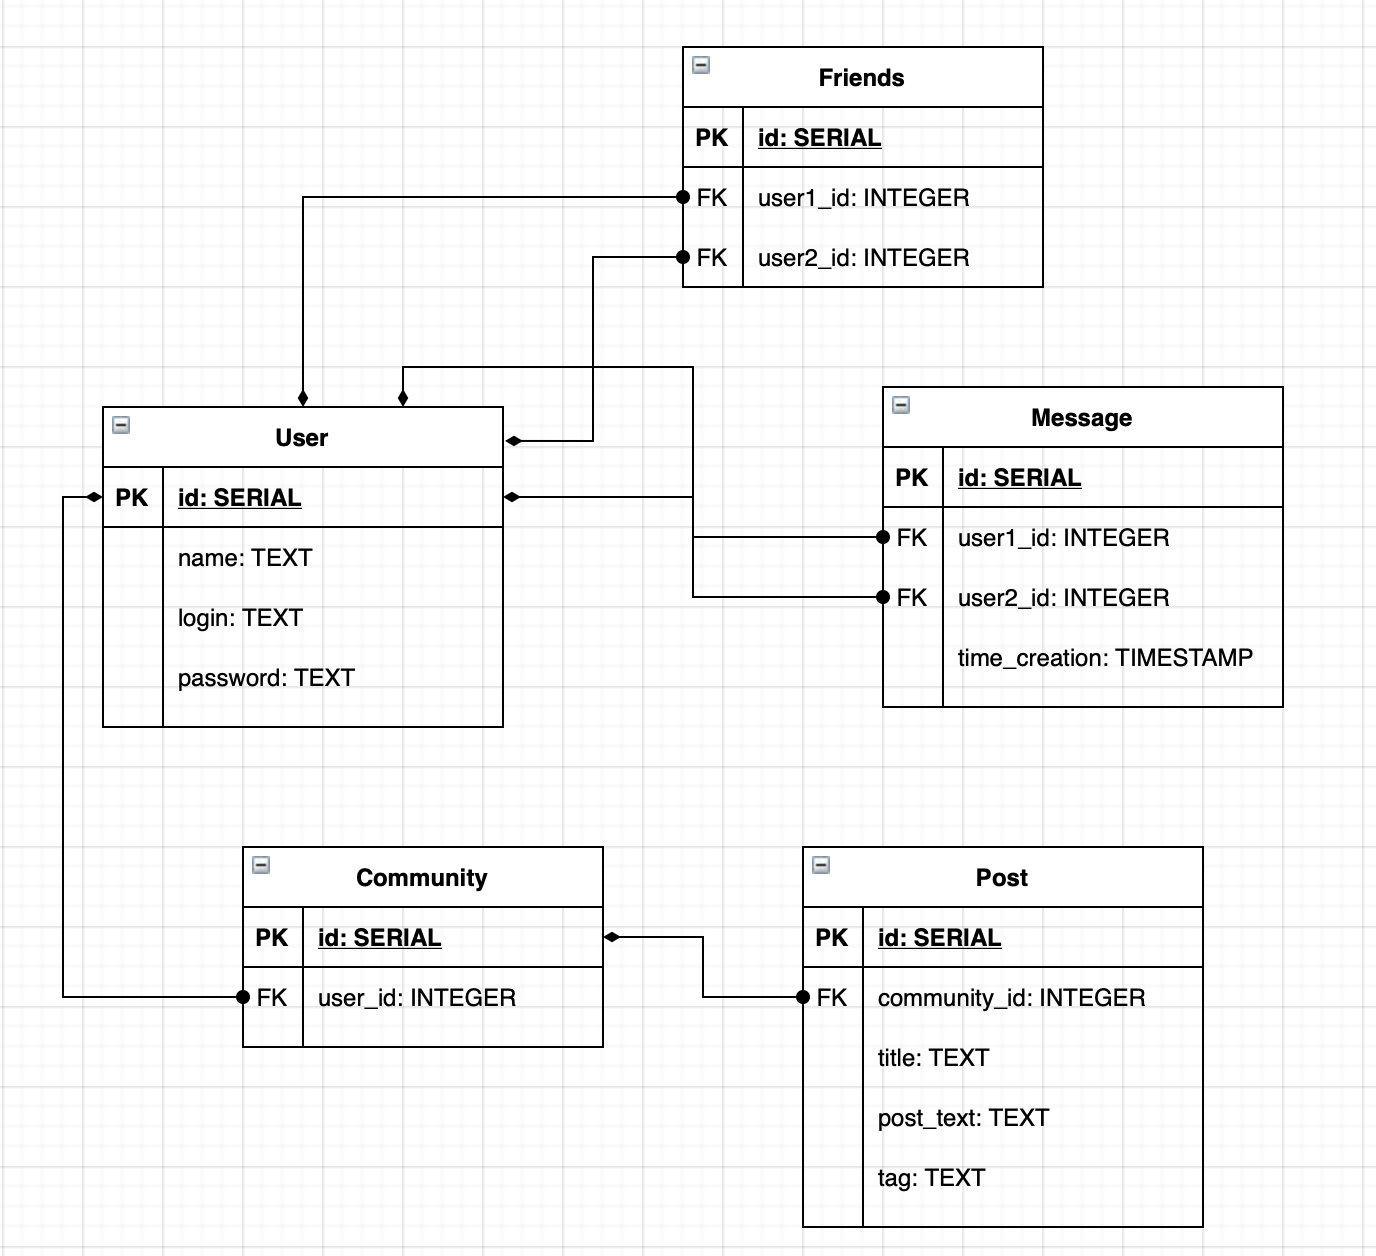 Friends
PK id: SERIAL
FK user1_id: INTEGER
FK user2_id: INTEGER
User
PK id: SERIAL
name: TEXT
login: TEXT
password: TEXT
Message
PK id: SERIAL
FK user1_id: INTEGER
FK user2_id: INTEGER
time_creation: TIMESTAMP
Community
PK id: SERIAL
FK user_id: INTEGER
Post
PK id: SERIAL
FK community_id: INTEGER
title: TEXT
post_text: TEXT
tag: TEXT